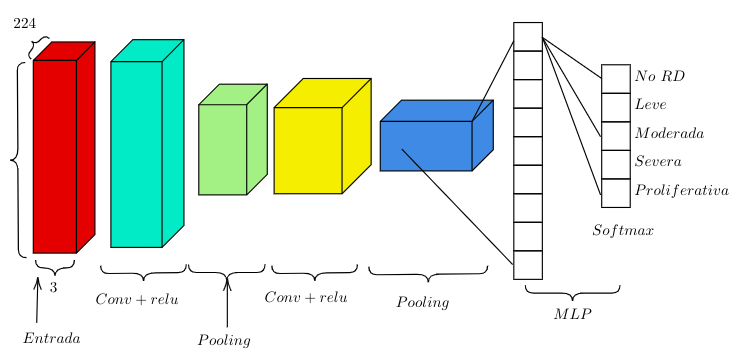 224
No RD
Leve
Moderada
Severa
Proliferativa
Softmax
3
Conv + relu
Conv + relu
Pooling
MLP
Entrada
Pooling